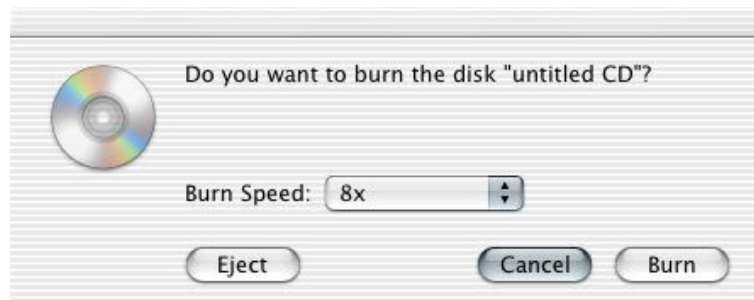 Do you want to burn the disk "untitled CD"?
Burn Speed: 8x
Eject Cancel Burn